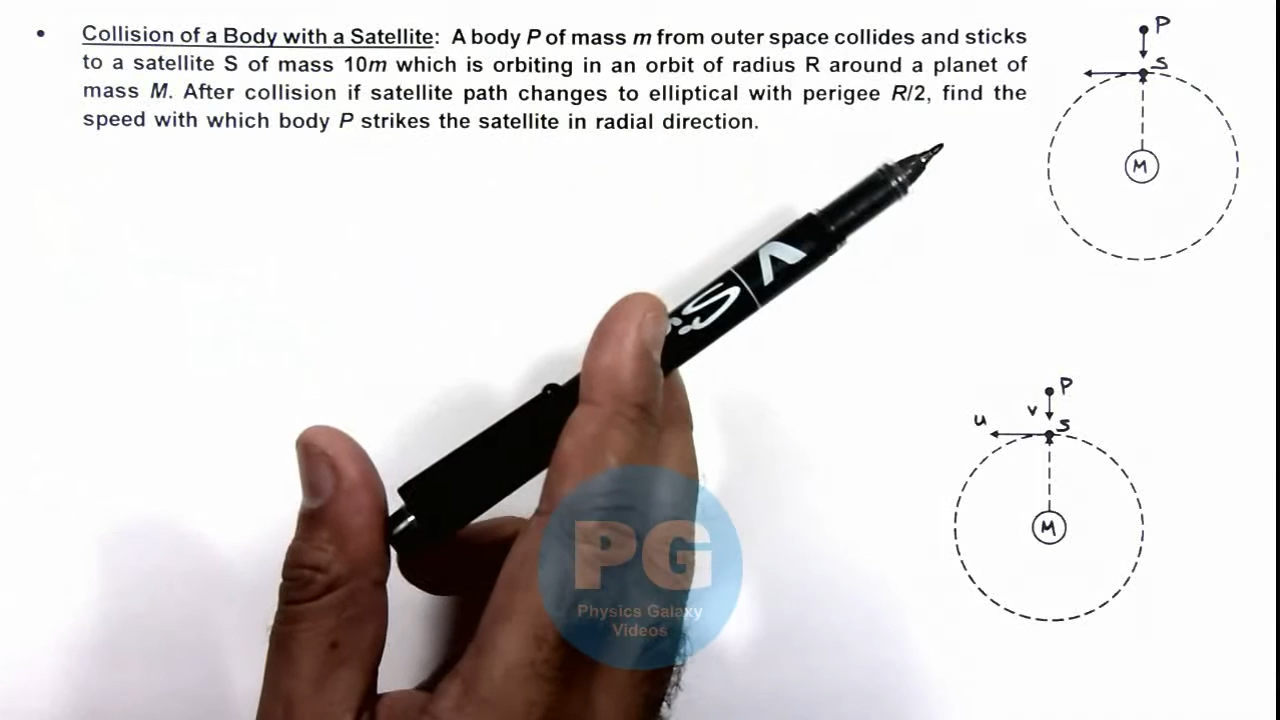 • Collision of a Body with a Satellite: A body P of mass m from outer space collides and sticks
to a satellite S of mass 10m which is orbiting in an orbit of radius R around a planet of
mass M. After collision if satellite path changes to elliptical with perigee R/2, find the
speed with which body P strikes the satellite in radial direction.
P
S
M
P
v
u
S
M
PG
Physics Galaxy
Videos